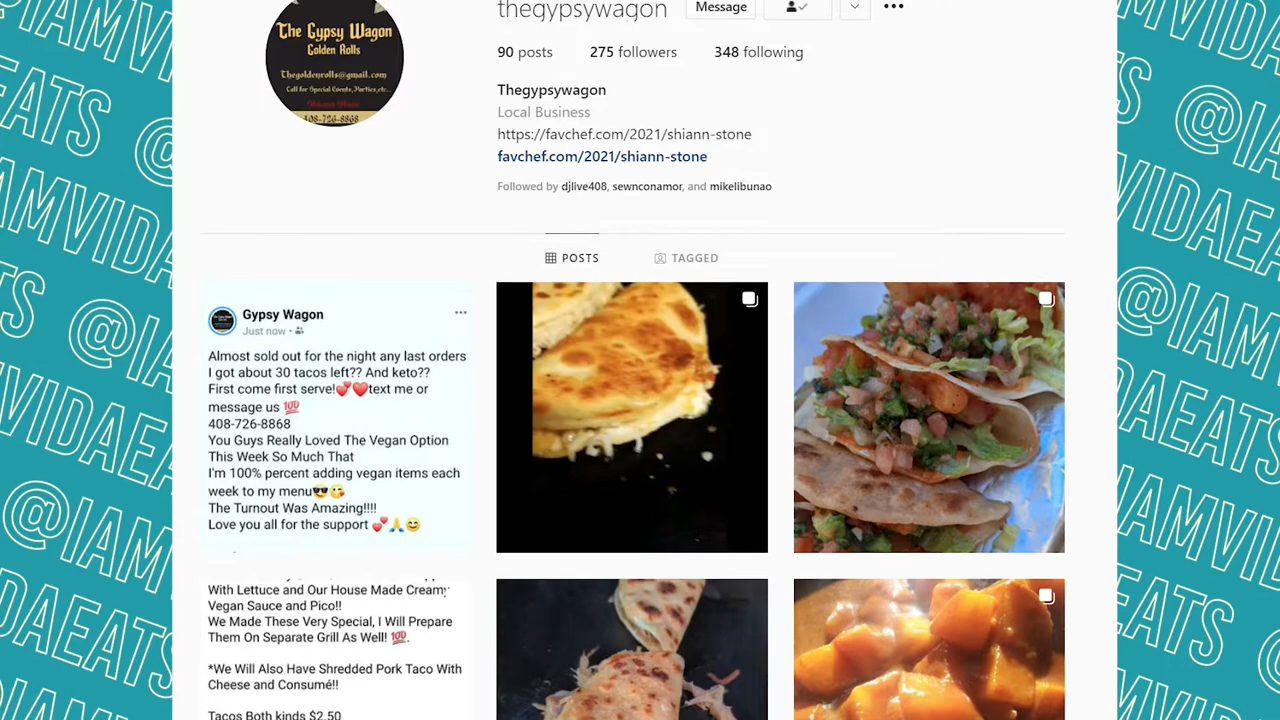 thegypsywagon
Message
90 posts
275 followers
348 following
Thegypsywagon
Local Business
https://favchef.com/2021/shiann-stone
favchef.com/2021/shiann-stone
Followed by djlive408, sewnconamor, and mikelibunao
The Gypsy Wagon
Golden Rolls
Thegoldenrolls@gmail.com
Call for Special Events, Parties, etc...
408-726-8868
POSTS
TAGGED
Gypsy Wagon
Just now
Almost sold out for the night any last orders
I got about 30 tacos left?? And keto??
First come first serve!💕❤️text me or
message us 💯
408-726-8868
You Guys Really Loved The Vegan Option
This Week So Much That
I'm 100% percent adding vegan items each
week to my menu😎😋
The Turnout Was Amazing!!!!
Love you all for the support 💕🙏😊
With Lettuce and Our House Made Creamy
Vegan Sauce and Pico!!
We Made These Very Special, I Will Prepare
Them On Separate Grill As Well! 💯.
*We Will Also Have Shredded Pork Taco With
Cheese and Consumé!!
Tacos Both kinds $2.50
@IAMVIDAEATS